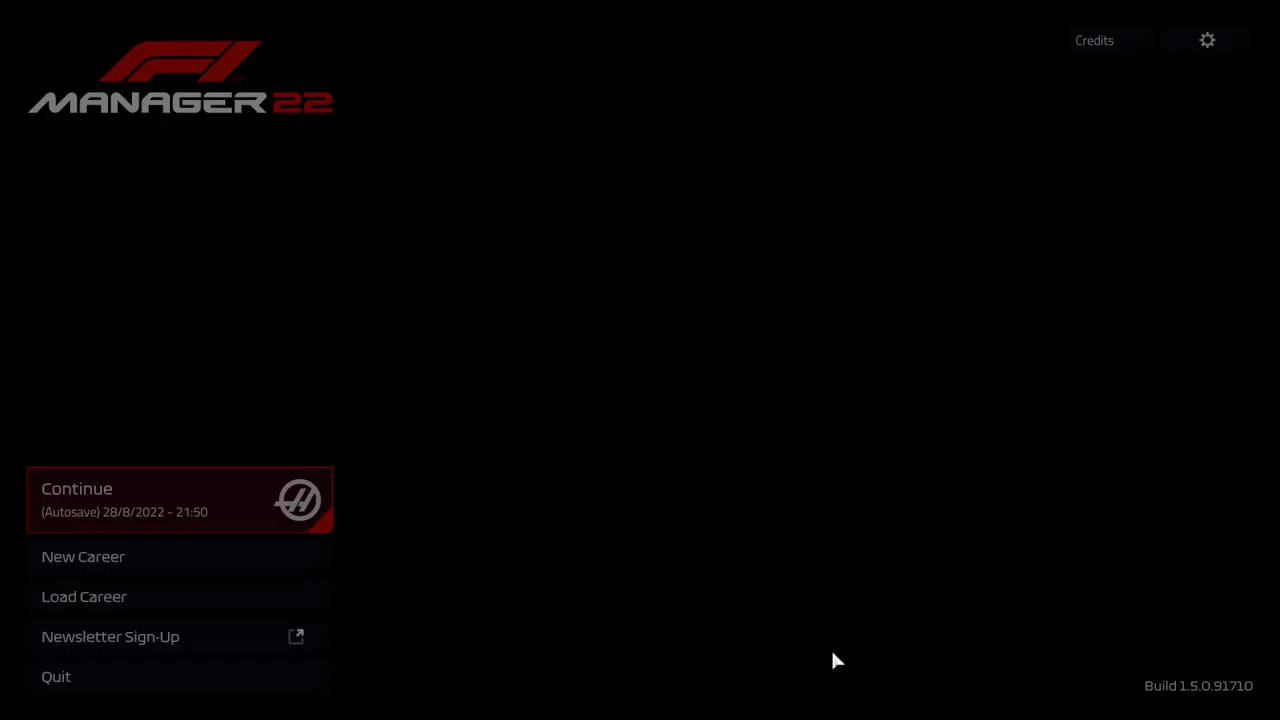 F1
MANAGER 22
Credits
Continue
(Autosave) 28/8/2022 - 21:50
New Career
Load Career
Newsletter Sign-Up
Quit
Build 1.5.0.91710